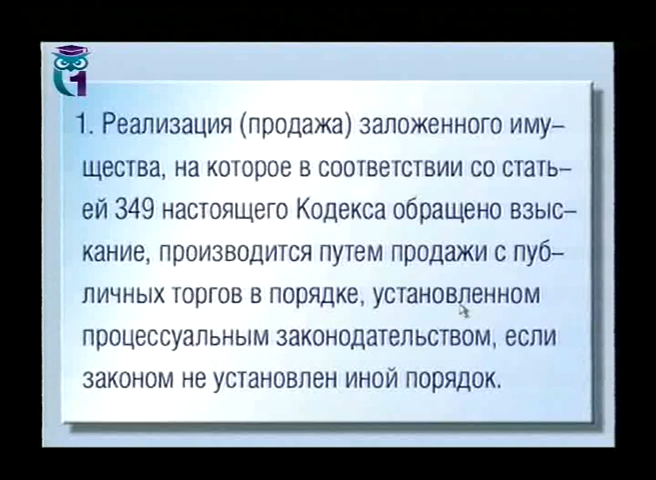 1
1. Реализация (продажа) заложенного иму–
щества, на которое в соответствии со стать–
ей 349 настоящего Кодекса обращено взыс–
кание, производится путем продажи с пуб–
личных торгов в порядке, установленном
процессуальным законодательством, если
законом не установлен иной порядок.